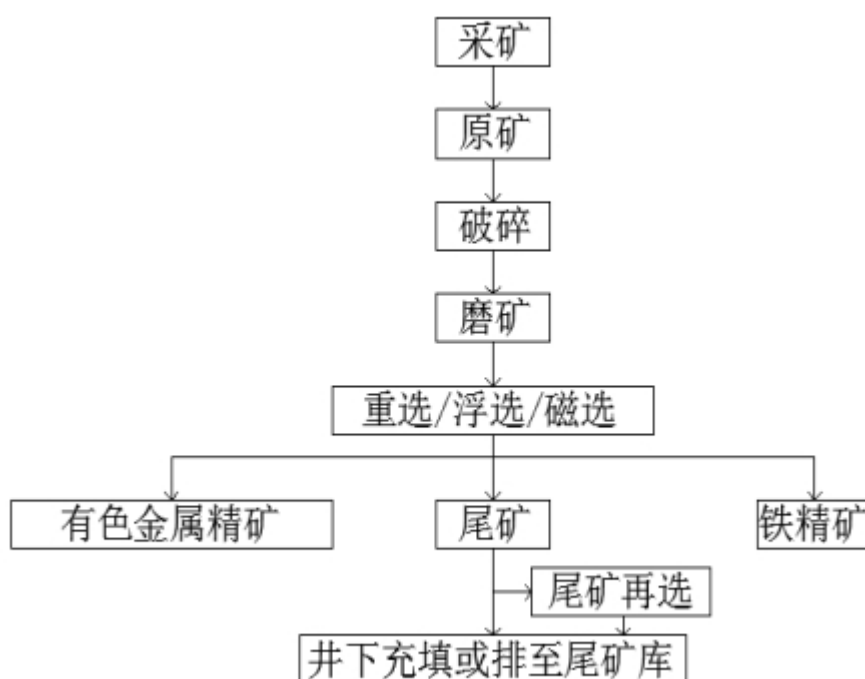 采矿
原矿
破碎
磨矿
重选/浮选/磁选
有色金属精矿
尾矿
铁精矿
尾矿再选
井下充填或排至尾矿库